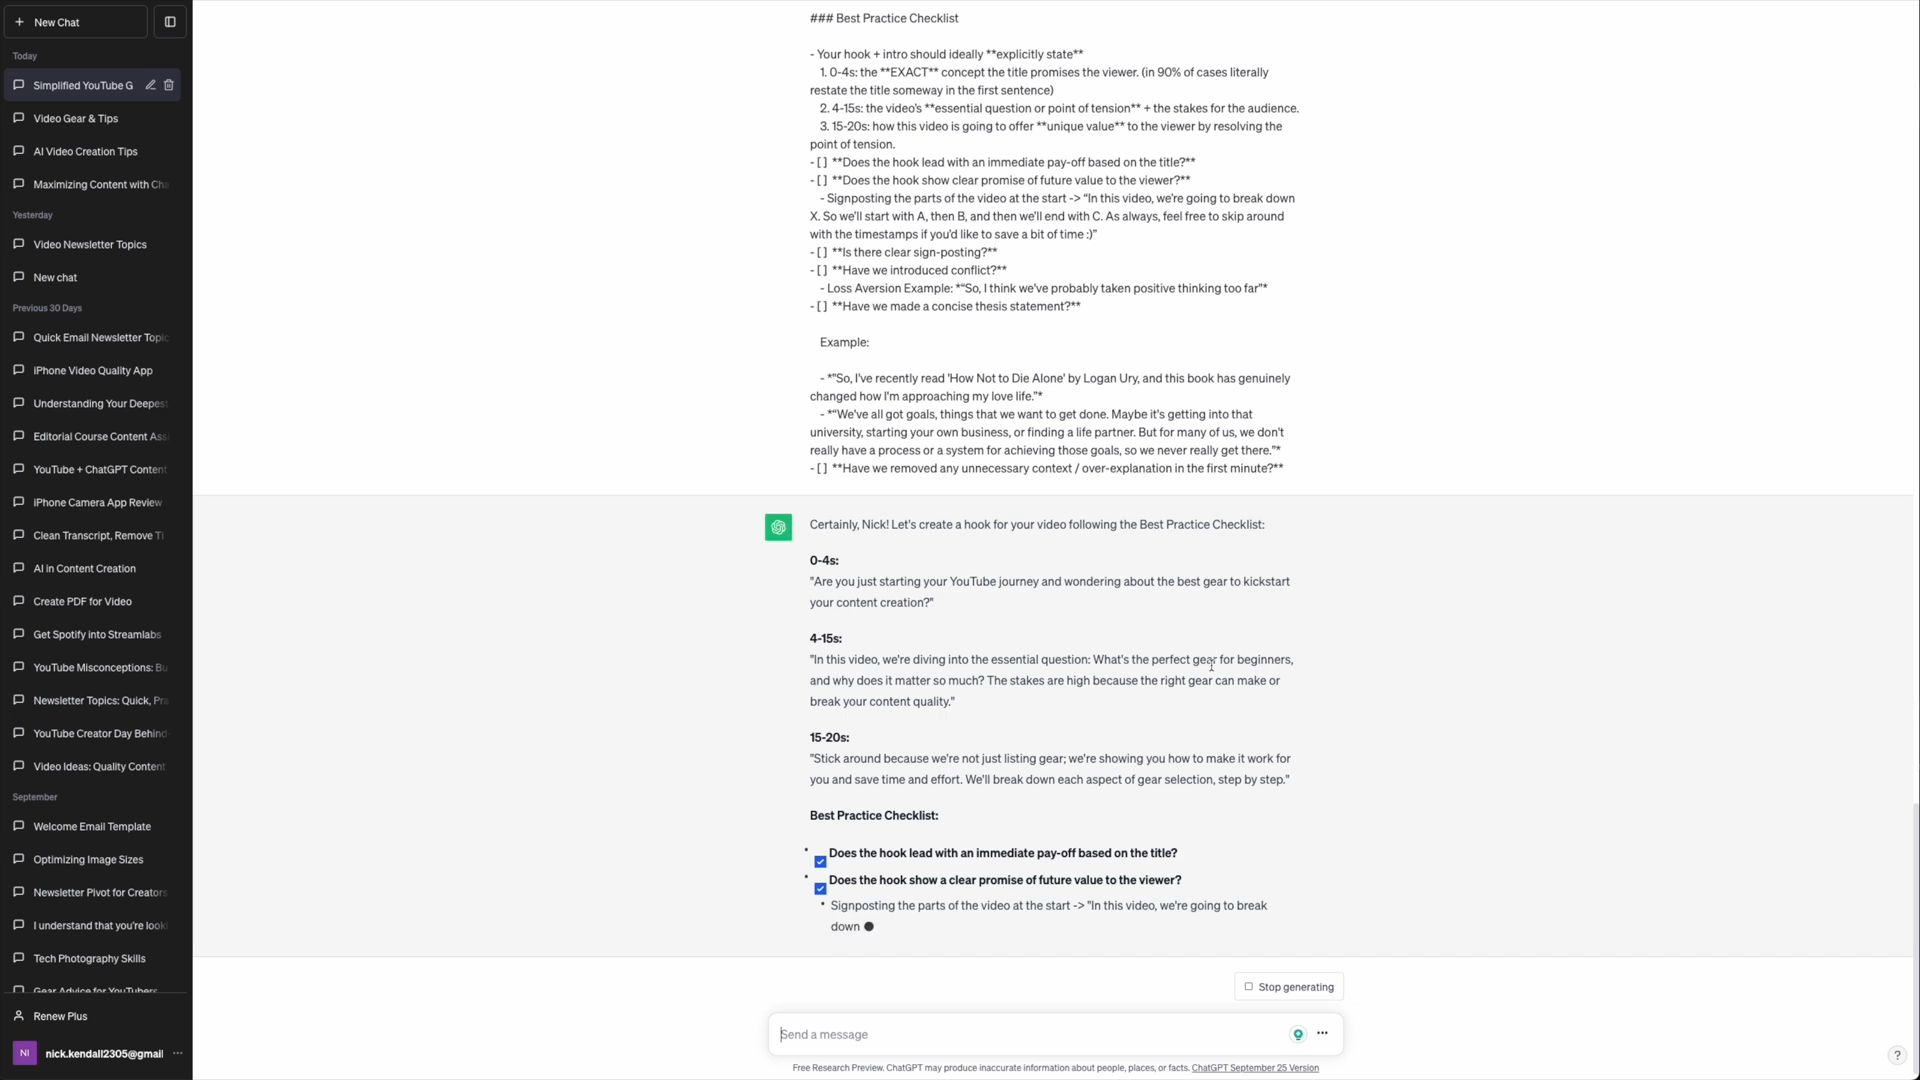 New Chat
Today
Simplified YouTube G
Video Gear & Tips
AI Video Creation Tips
Maximizing Content with Cha
Yesterday
Video Newsletter Topics
New chat
Previous 30 Days
Quick Email Newsletter Topic
iPhone Video Quality App
Understanding Your Deepest
Editorial Course Content Assi
YouTube + ChatGPT Content
iPhone Camera App Review
Clean Transcript, Remove Ti
AI in Content Creation
Create PDF for Video
Get Spotify into Streamlabs
YouTube Misconceptions: Bu
Newsletter Topics: Quick, Pra
YouTube Creator Day Behind-
Video Ideas: Quality Content
September
Welcome Email Template
Optimizing Image Sizes
Newsletter Pivot for Creators
I understand that you're looki
Tech Photography Skills
Gear Advice for YouTubers
Renew Plus
NI nick.kendall2305@gmail ...
### Best Practice Checklist
- Your hook + intro should ideally **explicitly state**
1. 0-4s: the **EXACT** concept the title promises the viewer. (in 90% of cases literally
restate the title someway in the first sentence)
2. 4-15s: the video's **essential question or point of tension** + the stakes for the audience.
3. 15-20s: how this video is going to offer **unique value** to the viewer by resolving the
point of tension.
- [ ] **Does the hook lead with an immediate pay-off based on the title?**
- [ ] **Does the hook show clear promise of future value to the viewer?**
- Signposting the parts of the video at the start -> “In this video, we're going to break down
X. So we'll start with A, then B, and then we'll end with C. As always, feel free to skip around
with the timestamps if you'd like to save a bit of time :)”
- [ ] **Is there clear sign-posting?**
- [ ] **Have we introduced conflict?**
- Loss Aversion Example: *“So, I think we've probably taken positive thinking too far”*
- [ ] **Have we made a concise thesis statement?**
Example:
- *"So, I've recently read 'How Not to Die Alone' by Logan Ury, and this book has genuinely
changed how I'm approaching my love life.”*
- *“We've all got goals, things that we want to get done. Maybe it's getting into that
university, starting your own business, or finding a life partner. But for many of us, we don't
really have a process or a system for achieving those goals, so we never really get there.”*
- [ ] **Have we removed any unnecessary context / over-explanation in the first minute?**
Certainly, Nick! Let's create a hook for your video following the Best Practice Checklist:
0-4s:
"Are you just starting your YouTube journey and wondering about the best gear to kickstart
your content creation?"
4-15s:
"In this video, we're diving into the essential question: What's the perfect gear for beginners,
and why does it matter so much? The stakes are high because the right gear can make or
break your content quality."
15-20s:
"Stick around because we're not just listing gear; we're showing you how to make it work for
you and save time and effort. We'll break down each aspect of gear selection, step by step."
Best Practice Checklist:
Does the hook lead with an immediate pay-off based on the title?
Does the hook show a clear promise of future value to the viewer?
Signposting the parts of the video at the start -> "In this video, we're going to break
down
Stop generating
Send a message
Free Research Preview. ChatGPT may produce inaccurate information about people, places, or facts. ChatGPT September 25 Version
?